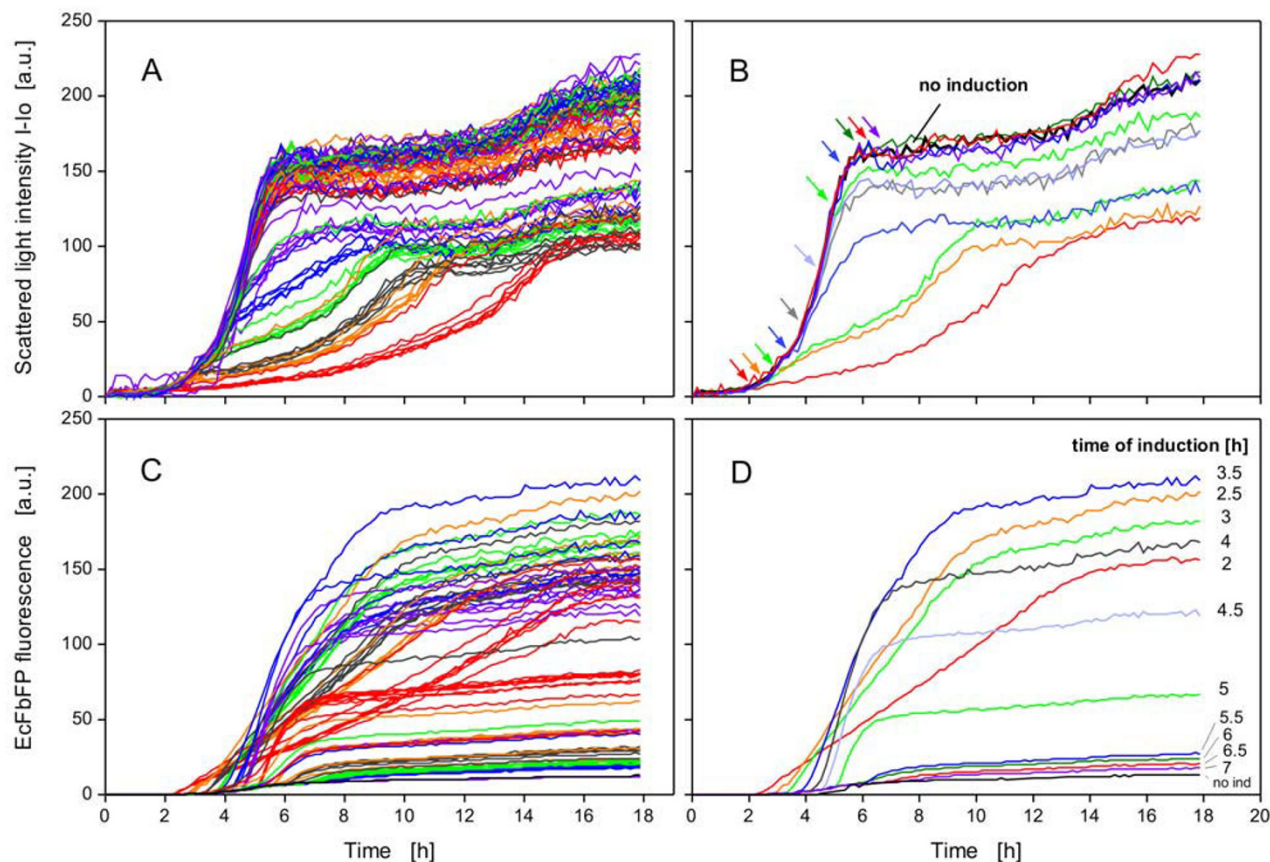 250
200
150
100
50
0
Scattered light intensity I-Io [a.u.]
A
B
no induction
250
200
150
100
50
0
EcFbFP fluorescence [a.u.]
C
D
time of induction [h]
3.5
2.5
3
4
2
4.5
5
5.5
6
6.5
7
no ind
0 2 4 6 8 10 12 14 16 18
0 2 4 6 8 10 12 14 16 18 20
Time [h]
Time [h]